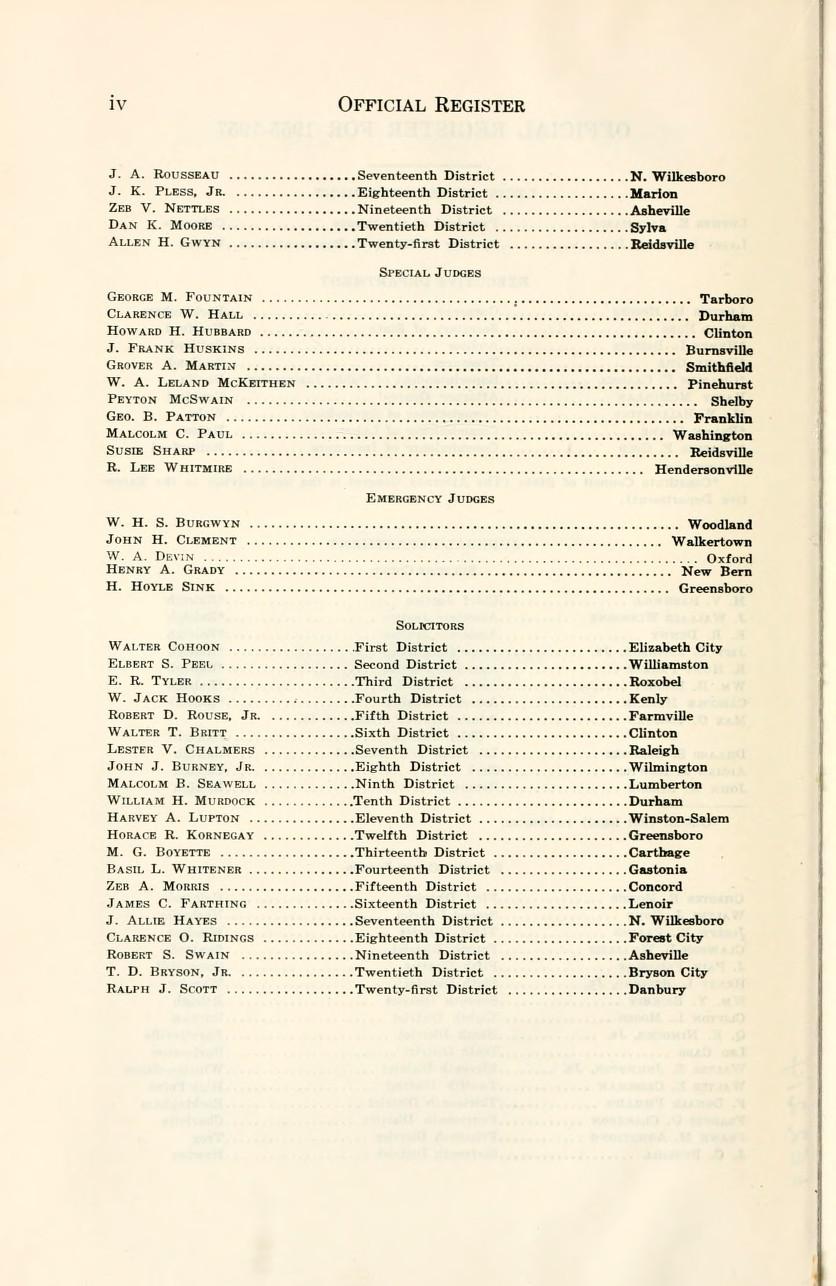 iv OFFICIAL REGISTER
J. A. ROUSSEAU .................Seventeenth District .................N. Wilkesboro
J. K. PLESS, JR. ................Eighteenth District ..................Marion
ZEB V. NETTLES .................Nineteenth District .................Asheville
DAN K. MOORE ..................Twentieth District ...................Sylva
ALLEN H. GWYN .................Twenty-first District ................Reidsville
SPECIAL JUDGES
GEORGE M. FOUNTAIN .......................................................... Tarboro
CLARENCE W. HALL ........................................................... Durham
HOWARD H. HUBBARD .......................................................... Clinton
J. FRANK HUSKINS .......................................................... Burnsville
GROVER A. MARTIN .......................................................... Smithfield
W. A. LELAND MCKEITHEN .................................................... Pinehurst
PEYTON MCSWAIN ............................................................. Shelby
GEO. B. PATTON ............................................................. Franklin
MALCOLM C. PAUL .......................................................... Washington
SUSIE SHARP ............................................................... Reidsville
R. LEE WHITMIRE ........................................................ Hendersonville
EMERGENCY JUDGES
W. H. S. BURGWYN .......................................................... Woodland
JOHN H. CLEMENT .......................................................... Walkertown
W. A. DEVIN ................................................................. Oxford
HENRY A. GRADY ............................................................ New Bern
H. HOYLE SINK ............................................................ Greensboro
SOLICITORS
WALTER COHOON .................First District .......................Elizabeth City
ELBERT S. PEEL .................. Second District ......................Williamston
E. R. TYLER .....................Third District ......................Roxobel
W. JACK HOOKS .................Fourth District .....................Kenly
ROBERT D. ROUSE, JR. ...........Fifth District .......................Farmville
WALTER T. BRITT ................Sixth District .......................Clinton
LESTER V. CHALMERS ............Seventh District ....................Raleigh
JOHN J. BURNEY, JR. ............Eighth District .....................Wilmington
MALCOLM B. SEAWELL ............Ninth District ......................Lumberton
WILLIAM H. MURDOCK ............Tenth District .......................Durham
HARVEY A. LUPTON ..............Eleventh District .....................Winston-Salem
HORACE R. KORNEGAY ............Twelfth District ....................Greensboro
M. G. BOYETTE ..................Thirteenth District ..................Carthage
BASIL L. WHITENER ..............Fourteenth District .................Gastonia
ZEB A. MORRIS ..................Fifteenth District ...................Concord
JAMES C. FARTHING .............Sixteenth District ....................Lenoir
J. ALLIE HAYES .................Seventeenth District .................N. Wilkesboro
CLARENCE O. RIDINGS ............Eighteenth District ..................Forest City
ROBERT S. SWAIN ................Nineteenth District ..................Asheville
T. D. BRYSON, JR. ...............Twentieth District ..................Bryson City
RALPH J. SCOTT .................Twenty-first District ................Danbury